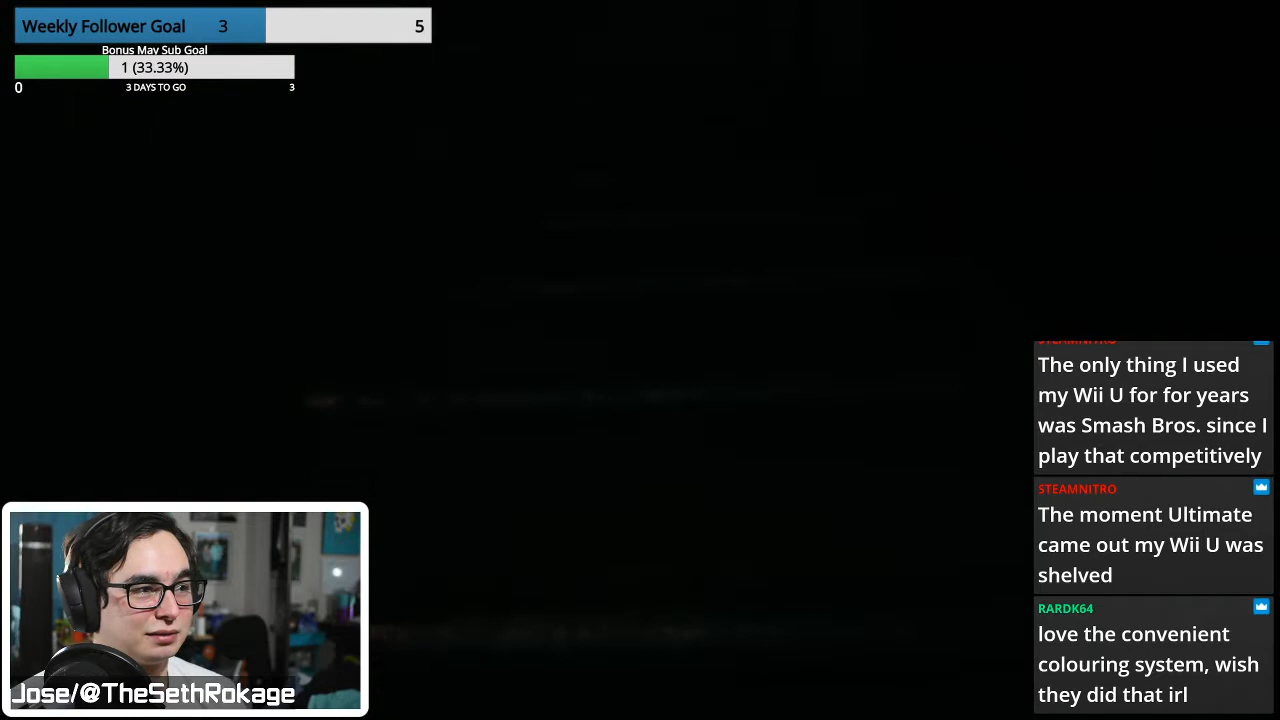 Weekly Follower Goal 3 5
Bonus May Sub Goal
1 (33.33%)
0 3 DAYS TO GO 3
STEAMNITRO
The only thing I used
my Wii U for for years
was Smash Bros. since I
play that competitively
STEAMNITRO
The moment Ultimate
came out my Wii U was
shelved
RARDK64
love the convenient
colouring system, wish
they did that irl
Jose/@TheSethRokage